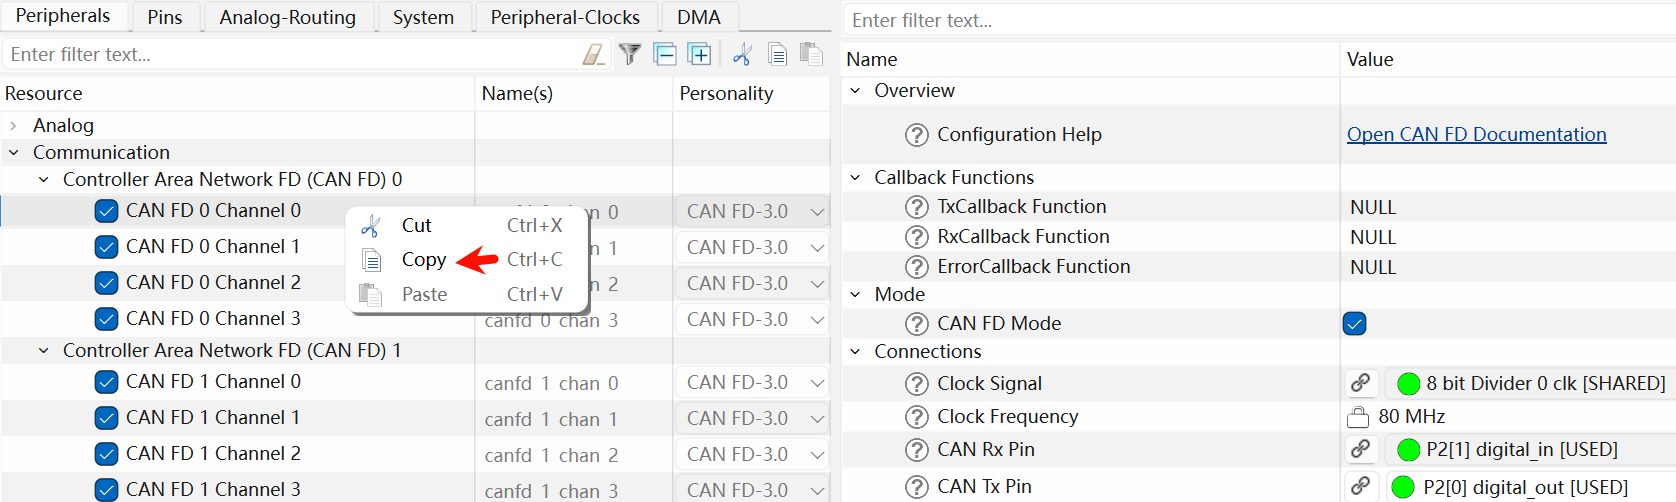 Peripherals Pins Analog-Routing System Peripheral-Clocks DMA
Enter filter text...
Resource Name(s) Personality
Analog
Communication
Controller Area Network FD (CAN FD) 0
CAN FD 0 Channel 0 0 CAN FD-3.0
CAN FD 0 Channel 1 1 CAN FD-3.0
CAN FD 0 Channel 2 2 CAN FD-3.0
CAN FD 0 Channel 3 canfd 0 chan 3 CAN FD-3.0
Controller Area Network FD (CAN FD) 1
CAN FD 1 Channel 0 canfd 1 chan 0 CAN FD-3.0
CAN FD 1 Channel 1 canfd 1 chan 1 CAN FD-3.0
CAN FD 1 Channel 2 canfd 1 chan 2 CAN FD-3.0
CAN FD 1 Channel 3 canfd 1 chan 3 CAN FD-3.0
Cut Ctrl+X
Copy Ctrl+C
Paste Ctrl+V
Enter filter text...
Name Value
Overview
Configuration Help Open CAN FD Documentation
Callback Functions
TxCallback Function NULL
RxCallback Function NULL
ErrorCallback Function NULL
Mode
CAN FD Mode
Connections
Clock Signal 8 bit Divider 0 clk [SHARED]
Clock Frequency 80 MHz
CAN Rx Pin P2[1] digital_in [USED]
CAN Tx Pin P2[0] digital_out [USED]